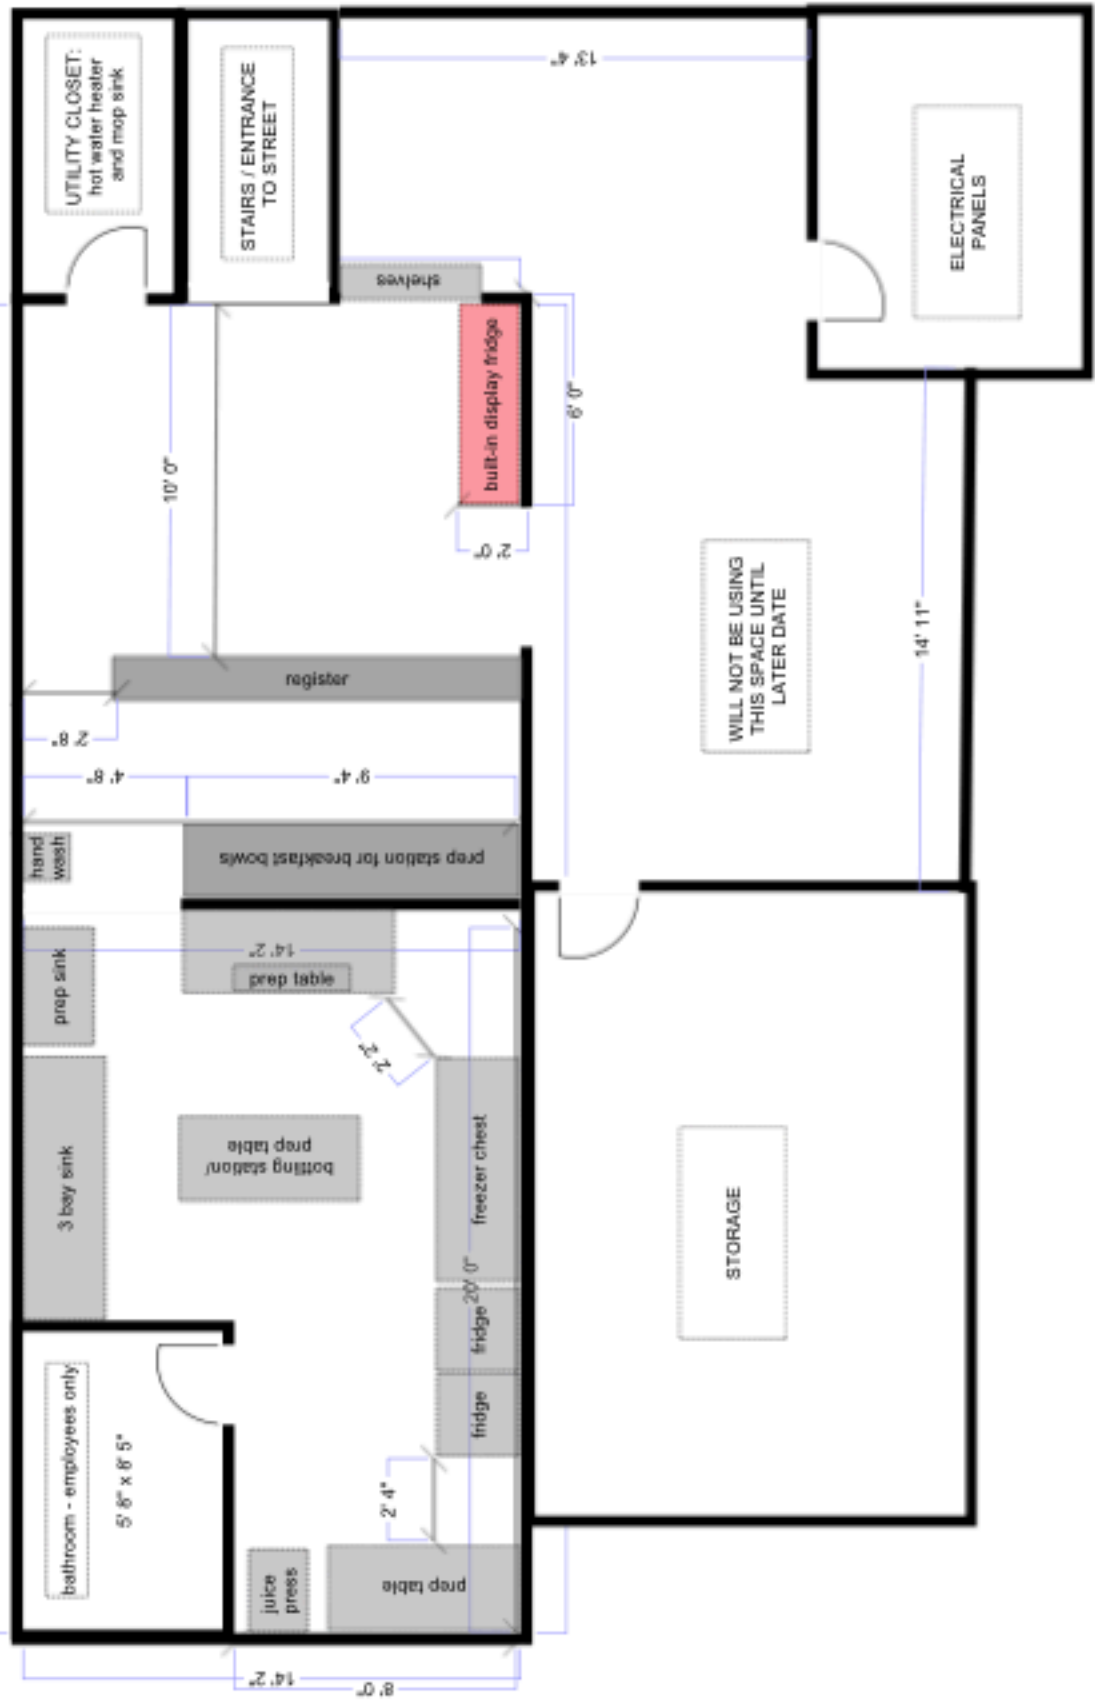 UTILITY CLOSET:
hot water heater
and mop sink
STAIRS / ENTRANCE
TO STREET
13' 4"
ELECTRICAL
PANELS
shelves
built-in display fridge
6' 0"
10' 0"
2' 0"
WILL NOT BE USING
THIS SPACE UNTIL
LATER DATE
14' 11"
register
2' 8"
4' 8"
9' 4"
hand
wash
prep station for breakfast bowls
14' 2"
prep sink
prep table
2' 2"
3 bay sink
bottling station/
prep table
freezer chest
20' 0"
fridge
fridge
STORAGE
bathroom - employees only
2' 4"
juice
press
prep table
14' 2"
8' 0"